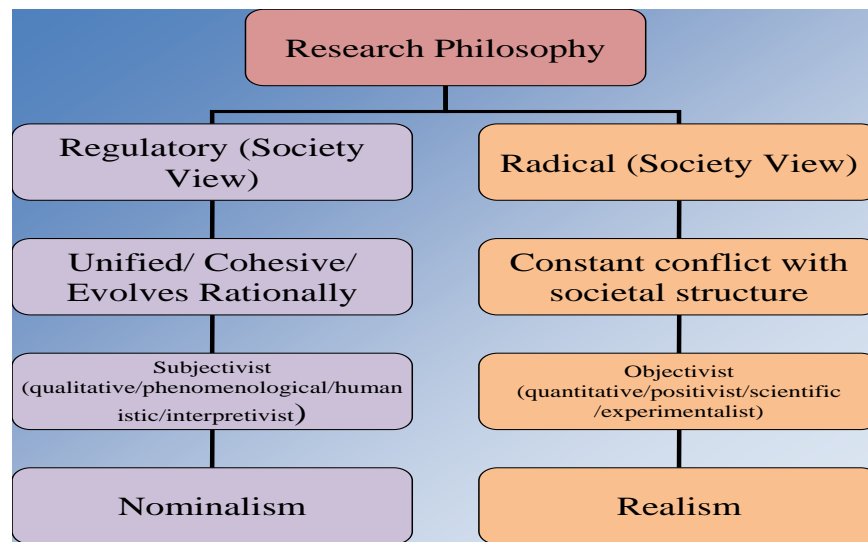 Research Philosophy
Regulatory (Society
View)
Radical (Society View)
Unified/ Cohesive/
Evolves Rationally
Constant conflict with
societal structure
Subjectivist
(qualitative/phenomenological/human
istic/interpretivist)
Objectivist
(quantitative/positivist/scientific
/experimentalist)
Nominalism
Realism